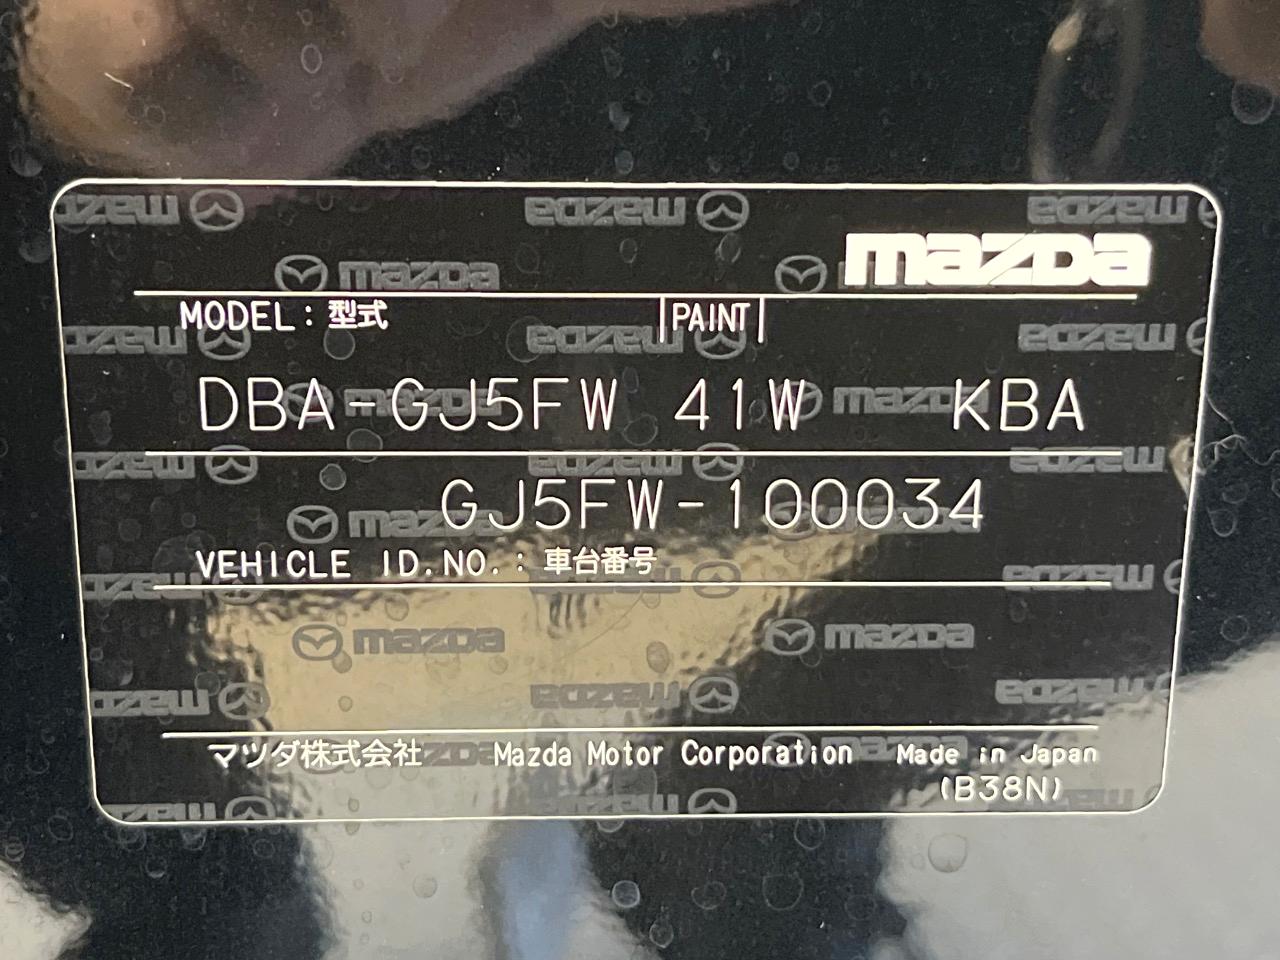 mazda
MODEL: 型式 PAINT
DBA-GJ5FW 41W KBA
GJ5FW-100034
VEHICLE ID.NO.: 車台番号
マツダ株式会社 Mazda Motor Corporation Made in Japan
(B38N)